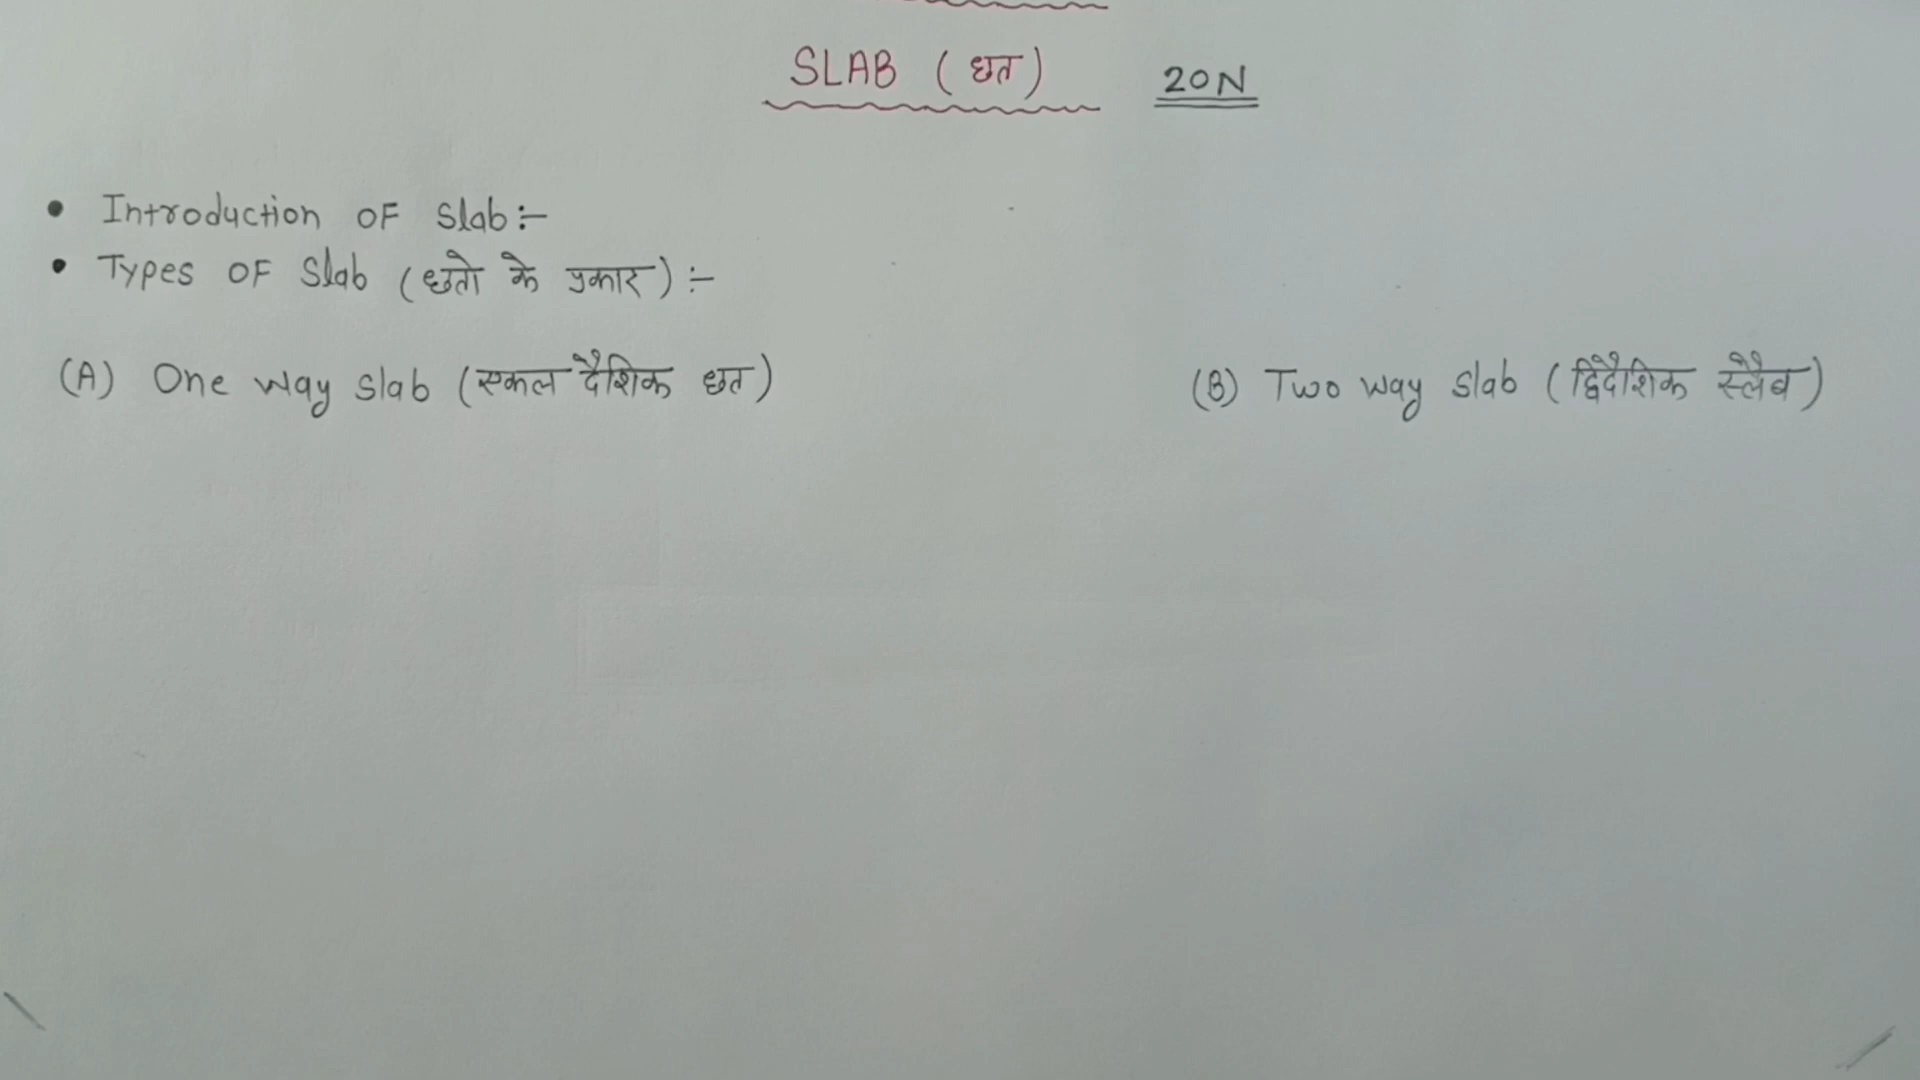 SLAB (छत) 20N
• Introduction OF Slab:-
• Types OF Slab (छतो के प्रकार) :-
(A) One way slab (एकल दैशिक छत) (B) Two way slab (द्विदैशिक स्लैब)